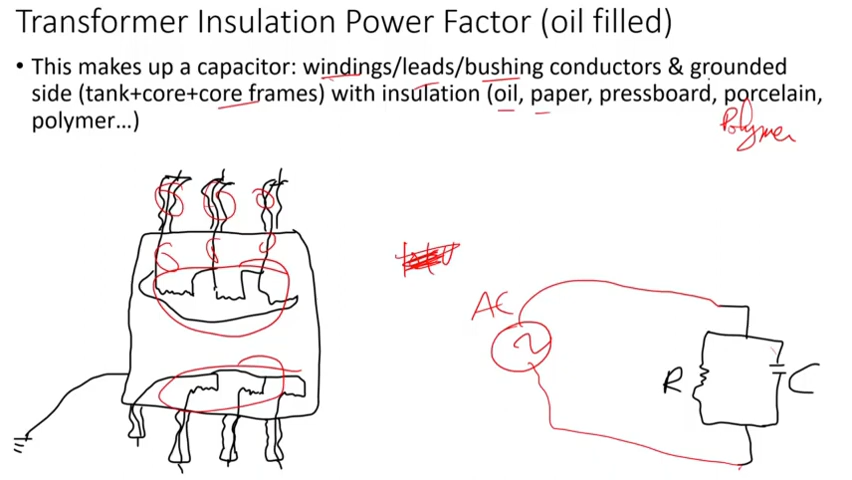 Transformer Insulation Power Factor (oil filled)
• This makes up a capacitor: windings/leads/bushing conductors & grounded
side (tank+core+core frames) with insulation (oil, paper, pressboard, porcelain,
polymer...)
Polymer
AC
R
C